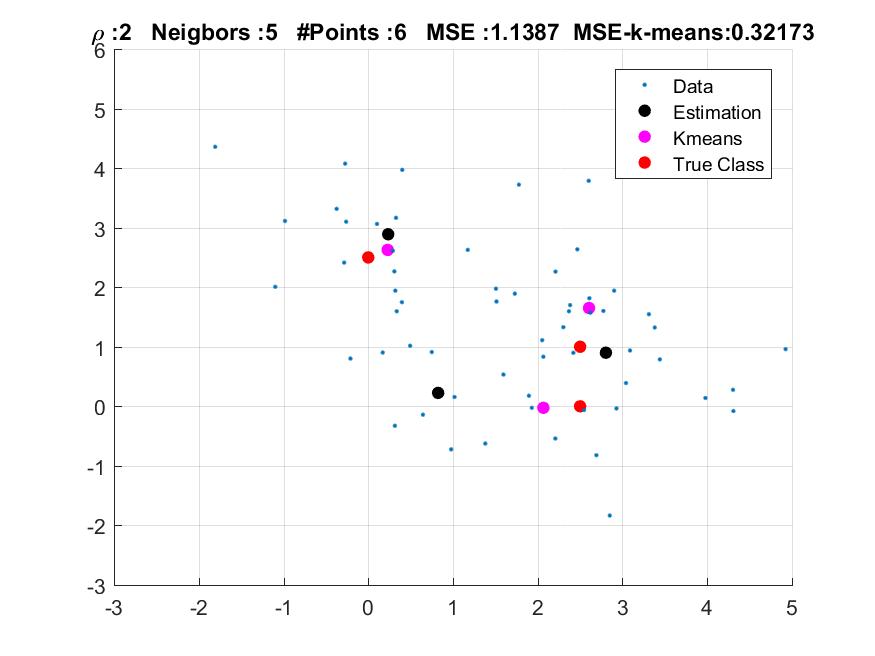 ρ :2 Neigbors :5 #Points :6 MSE :1.1387 MSE-k-means:0.32173
Data
Estimation
Kmeans
True Class
6
5
4
3
2
1
0
-1
-2
-3
-3 -2 -1 0 1 2 3 4 5